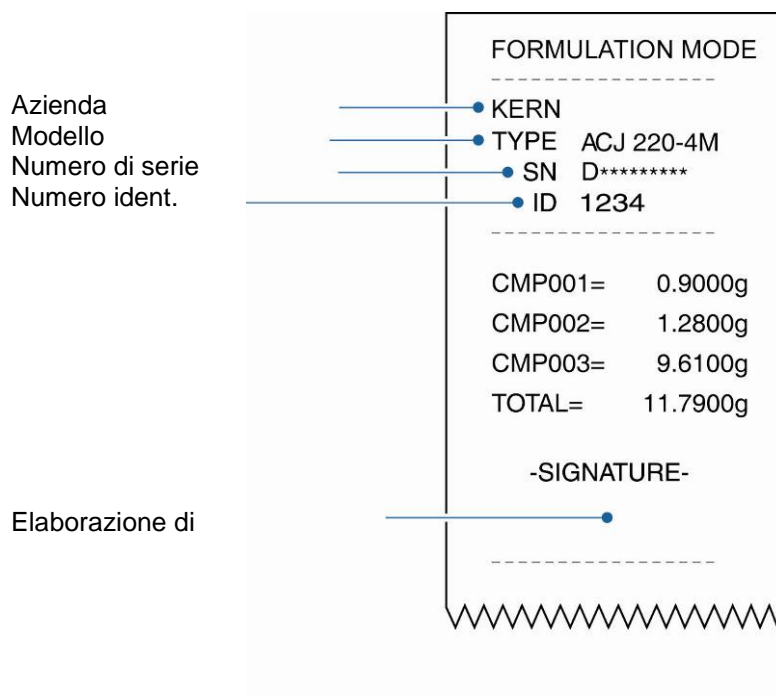 FORMULATION MODE
Azienda KERN
Modello TYPE ACJ 220-4M
Numero di serie SN D*********
Numero ident. ID 1234
CMP001= 0.9000g
CMP002= 1.2800g
CMP003= 9.6100g
TOTAL= 11.7900g
-SIGNATURE-
Elaborazione di